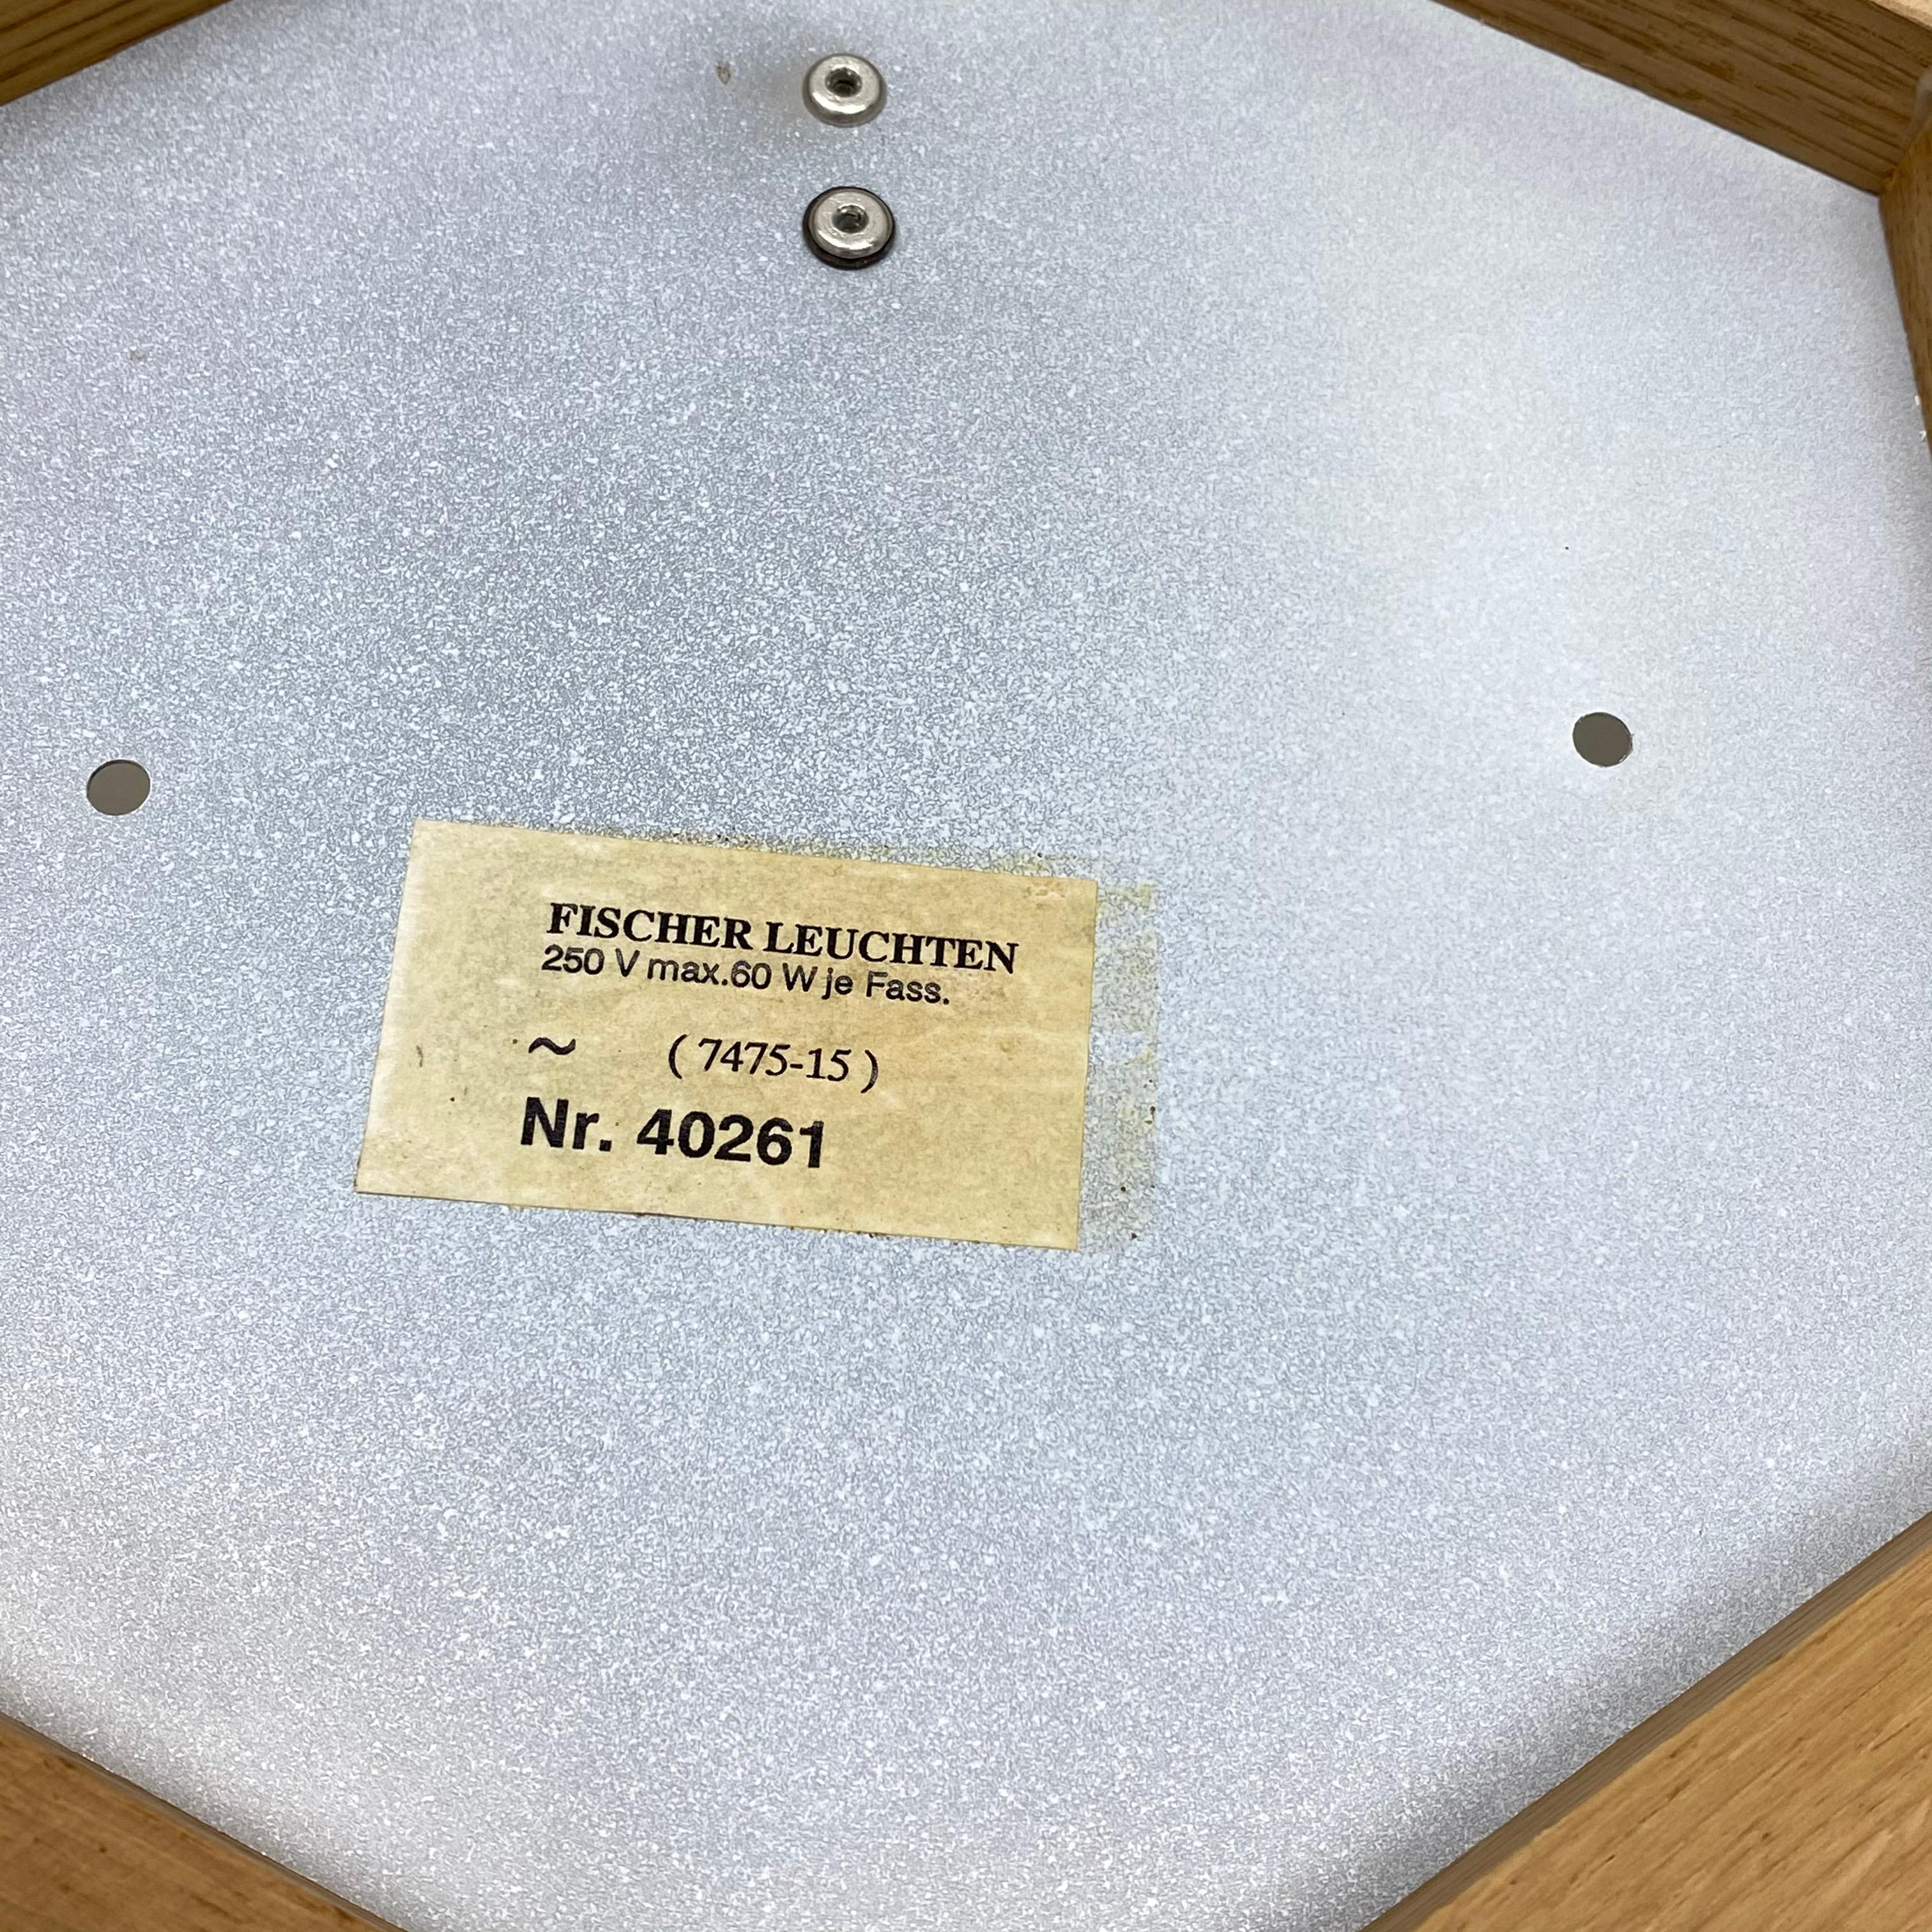 FISCHER LEUCHTEN
250 V max.60 W je Fass.
~ ( 7475-15 )
Nr. 40261